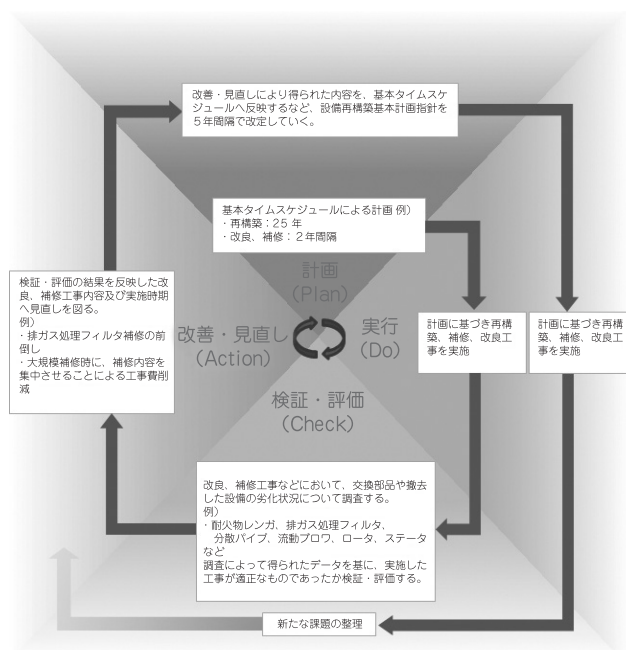 改善・見直しにより得られた内容を、基本タイムスケ
ジュールへ反映するなど、設備再構築基本計画指針を
５年間隔で改定していく。
基本タイムスケジュールによる計画 例）
・再構築：25 年
・改良、補修：２年間隔
計画
(Plan)
検証・評価の結果を反映した改
良、補修工事内容及び実施時期
へ見直しを図る。
例）
・排ガス処理フィルタ補修の前
倒し
・大規模補修時に、補修内容を
集中させることによる工事費削
減
改善・見直し
(Action)
実行
(Do)
計画に基づき再構
築、補修、改良工
事を実施
計画に基づき再構
築、補修、改良工
事を実施
検証・評価
(Check)
改良、補修工事などにおいて、交換部品や撤去
した設備の劣化状況について調査する。
例）
・耐火物レンガ、排ガス処理フィルタ、
分散パイプ、流動ブロワ、ロータ、ステータ
など
調査によって得られたデータを基に、実施した
工事が適正なものであったか検証・評価する。
新たな課題の整理